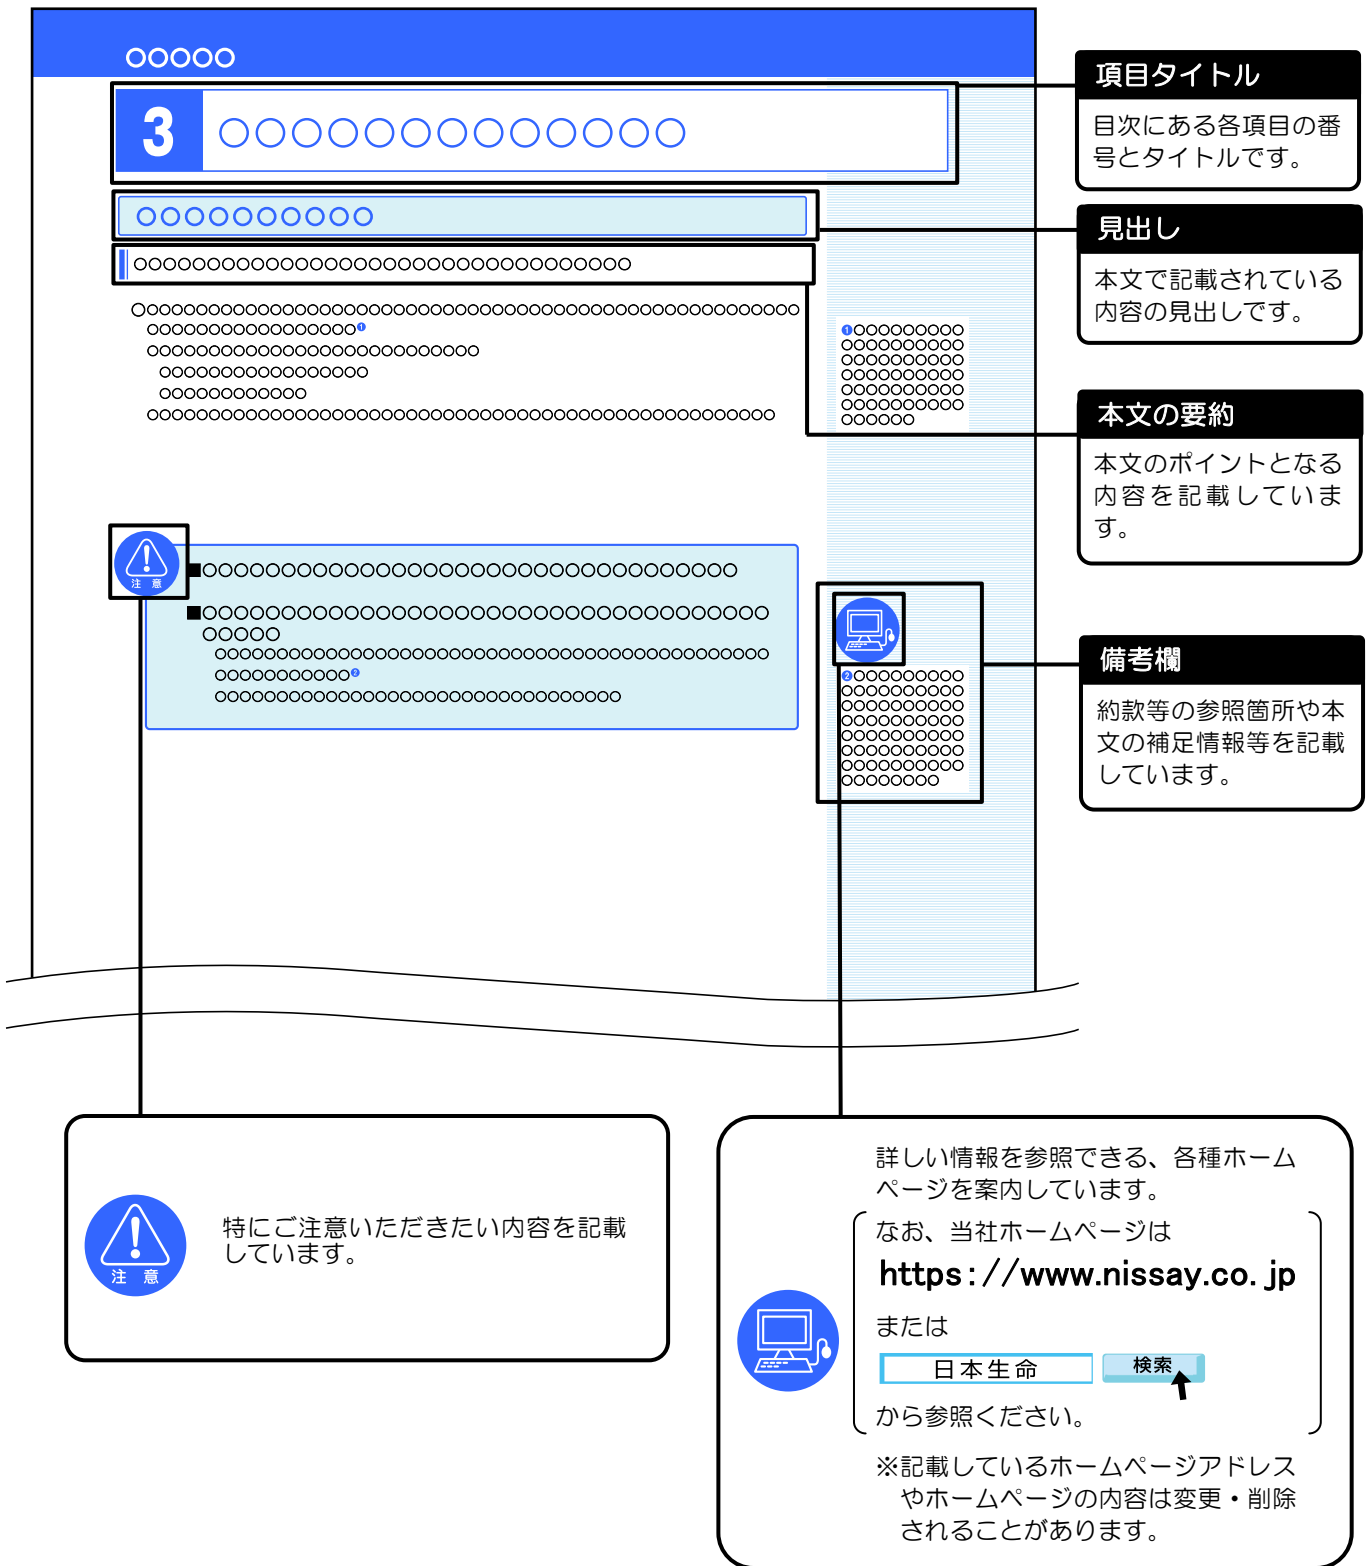 ○○○○○
3 ○○○○○○○○○○○○○
○○○○○○○○○○
○○○○○○○○○○○○○○○○○○○○○○○○○○○○○○○○○○
項目タイトル
目次にある各項目の番
号とタイトルです。
見出し
本文で記載されている
内容の見出しです。
本文の要約
本文のポイントとなる
内容を記載していま
す。
注 意
備考欄
約款等の参照箇所や本
文の補足情報等を記載
しています。
注 意
特にご注意いただきたい内容を記載
しています。
詳しい情報を参照できる、各種ホーム
ページを案内しています。
なお、当社ホームページは
https://www.nissay.co.jp
または
日本生命 検索
から参照ください。
※記載しているホームページアドレス
やホームページの内容は変更・削除
されることがあります。